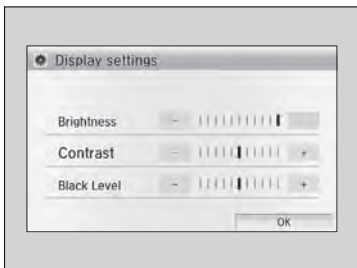 Display settings
Brightness -
Contrast - +
Black Level - +
OK